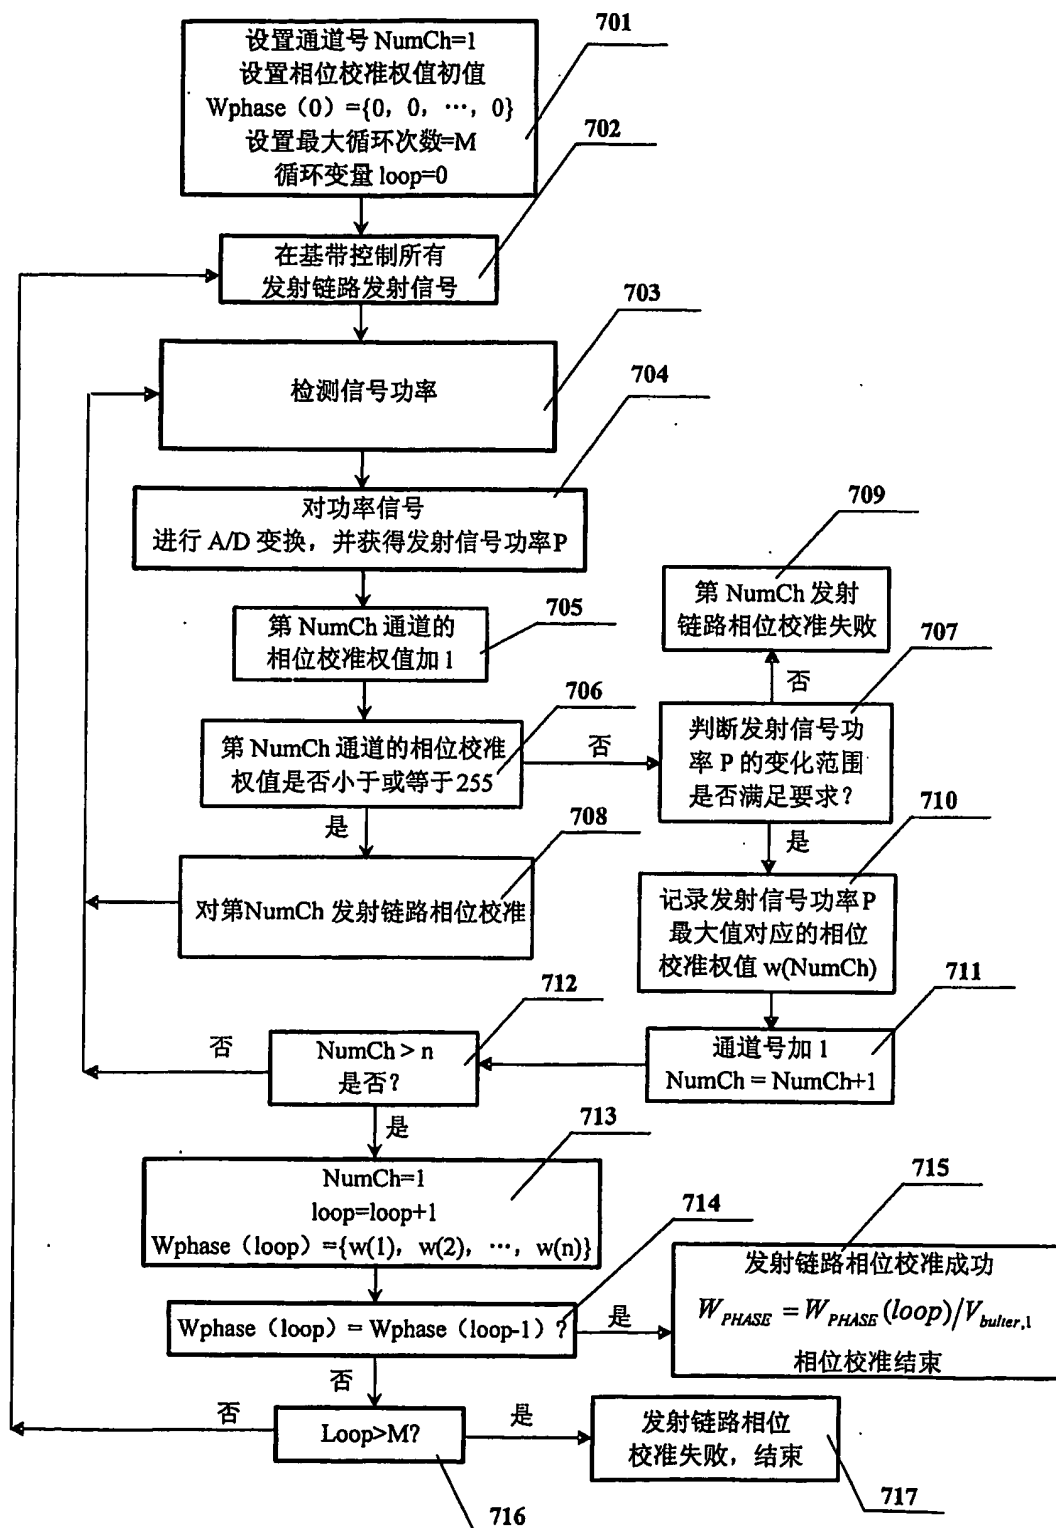 设置通道号 NumCh=1
设置相位校准权值初值
Wphase（0）={0，0，…，0}
设置最大循环次数=M
循环变量 loop=0
701
702
在基带控制所有
发射链路发射信号
703
检测信号功率
704
对功率信号
进行 A/D 变换，并获得发射信号功率P
709
第 NumCh 发射
链路相位校准失败
705
第 NumCh 通道的
相位校准权值加 1
707
否
706
第 NumCh 通道的相位校准
权值是否小于或等于 255
否
判断发射信号功
率 P 的变化范围
是否满足要求？
是
708
710
是
对第NumCh 发射链路相位校准
记录发射信号功率P
最大值对应的相位
校准权值 w(NumCh)
712
711
否
NumCh > n
是否？
通道号加 1
NumCh = NumCh+1
是
713
NumCh=1
loop=loop+1
Wphase（loop）={w(1)，w(2)，…，w(n)}
715
714
发射链路相位校准成功
W_PHASE = W_PHASE(loop)/V_bulter,1
相位校准结束
Wphase（loop）= Wphase（loop-1）？
是
否
否
Loop>M?
是
发射链路相位
校准失败，结束
716
717